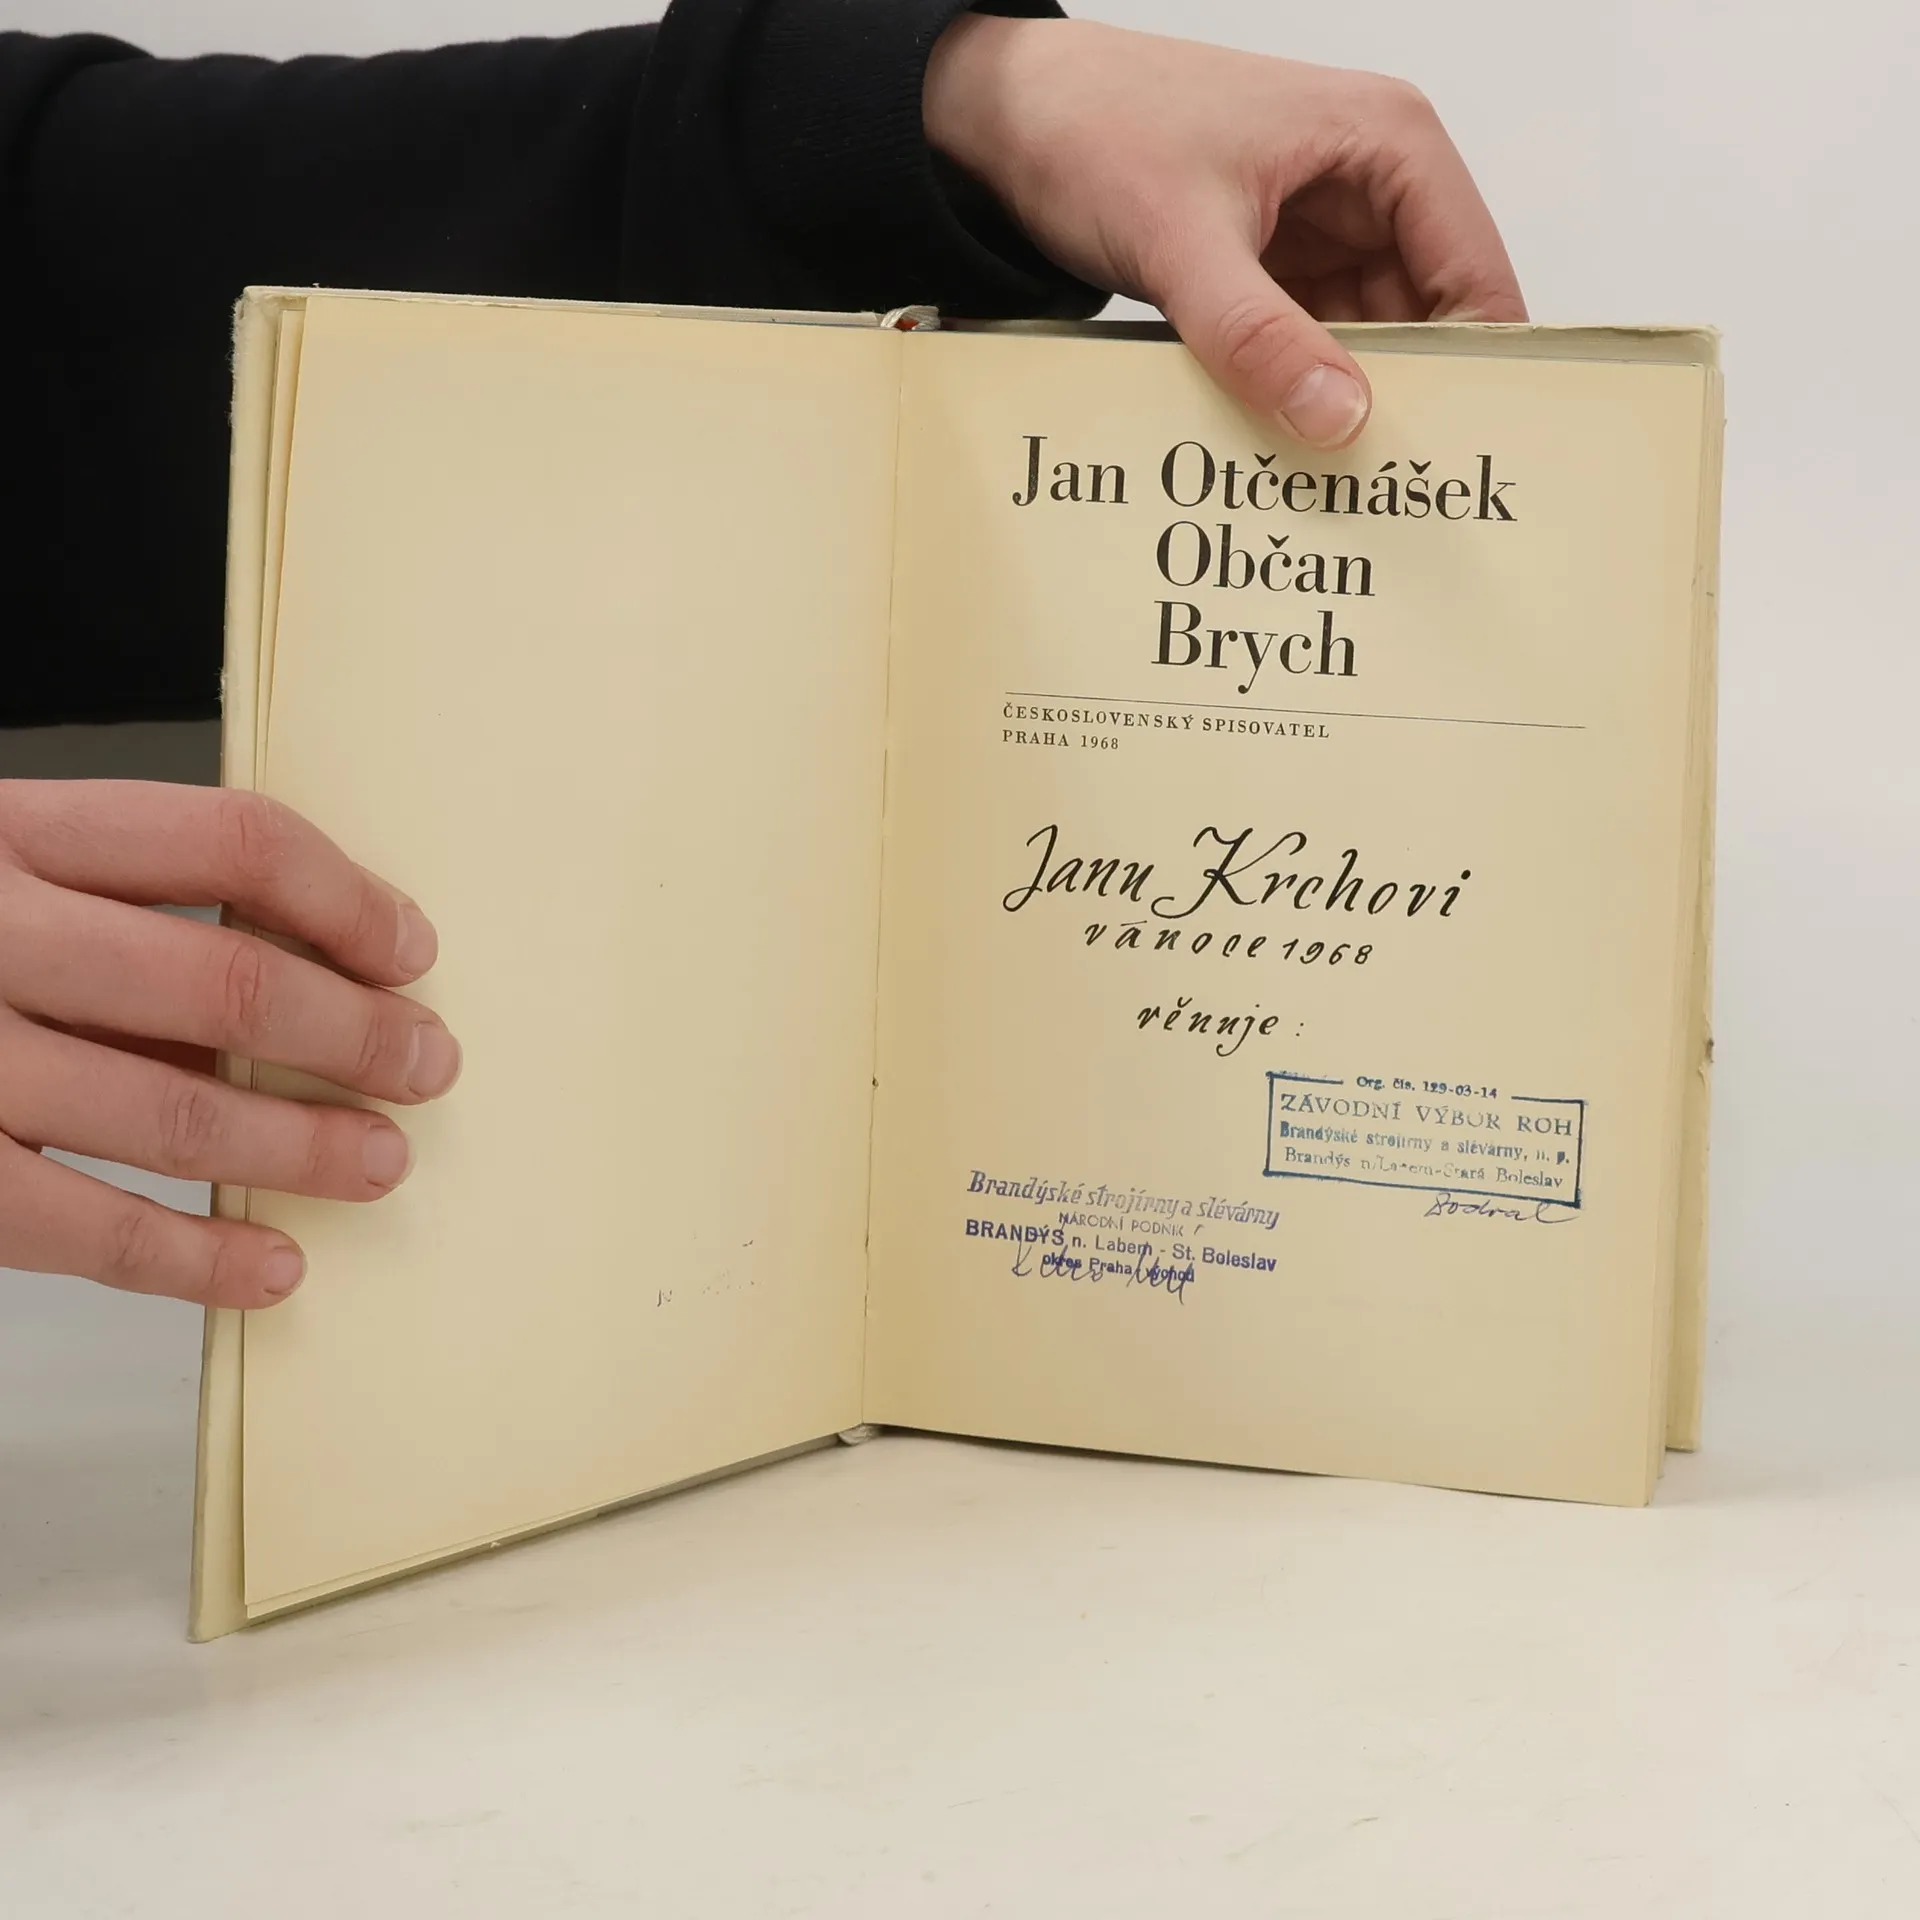 Jan Otčenášek
Občan
Brych
ČESKOSLOVENSKÝ SPISOVATEL
PRAHA 1968
Janu Krchovi
vánoce 1968
věnuje :
Org. čís. 129-03-14
ZÁVODNÍ VÝBOR ROH
Brandýské strojírny a slévárny, n. p.
Brandýs n/Labem-Stará Boleslav
Brandýské strojírny a slévárny
NÁRODNÍ PODNIK
BRANDÝS n. Labem - St. Boleslav
okres Praha-východ